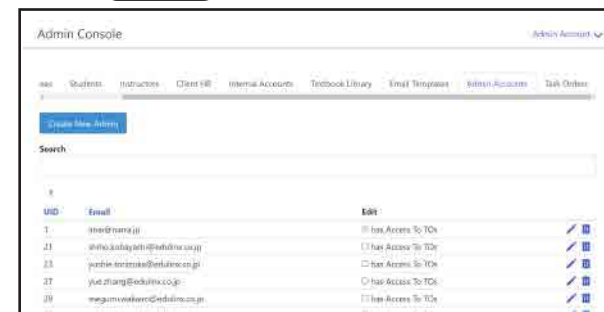 Admin Console
Admin Account
Students Instructors Client HR Internal Accounts Textbook Library Email Templates Admin Accounts Task Orders
Create New Admin
Search
UID Email Edit
1 has Access To TOs
21 has Access To TOs
23 has Access To TOs
27 yue.zhang@edulinx.co.jp has Access To TOs
29 has Access To TOs